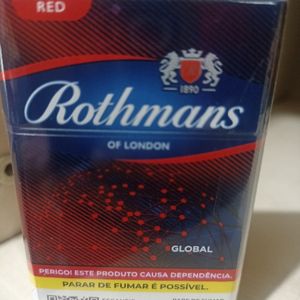 RED
1890
Rothmans
OF LONDON
GLOBAL
PERIGO! ESTE PRODUTO CAUSA DEPENDÊNCIA.
PARAR DE FUMAR É POSSÍVEL.